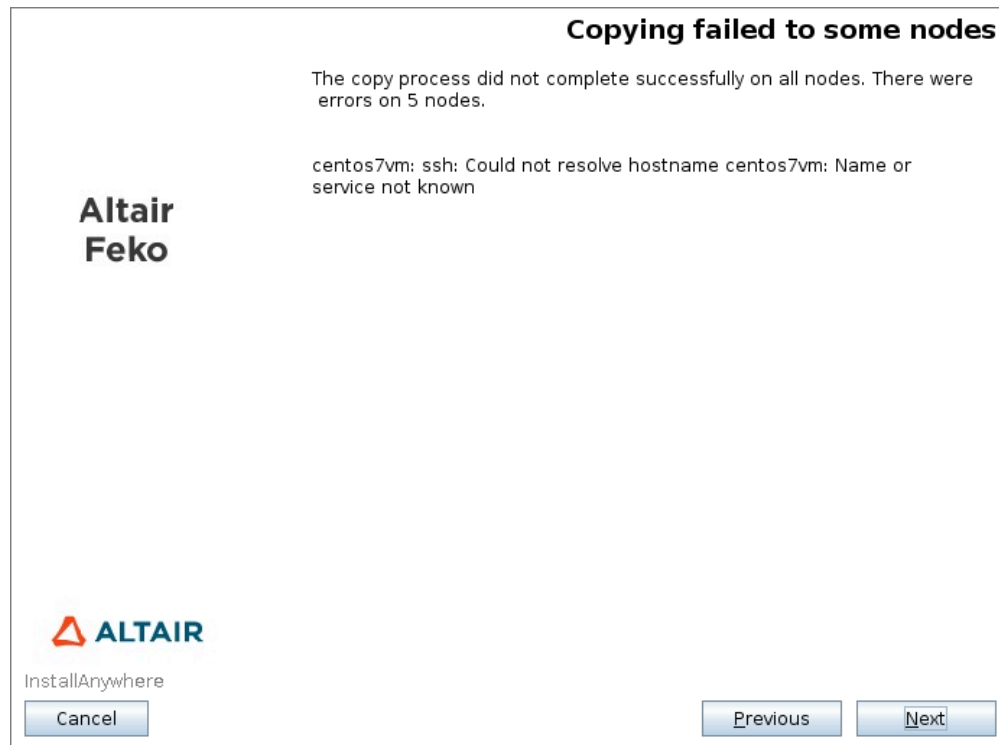 Copying failed to some nodes
The copy process did not complete successfully on all nodes. There were
errors on 5 nodes.
centos7vm: ssh: Could not resolve hostname centos7vm: Name or
service not known
Altair
Feko
ALTAIR
InstallAnywhere
Cancel
Previous
Next